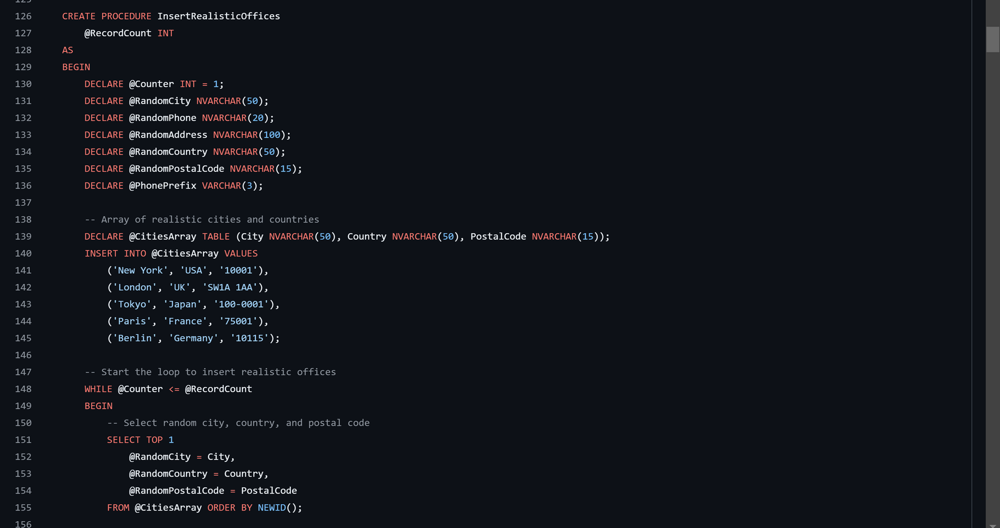 125
126 CREATE PROCEDURE InsertRealisticOffices
127     @RecordCount INT
128 AS
129 BEGIN
130     DECLARE @Counter INT = 1;
131     DECLARE @RandomCity NVARCHAR(50);
132     DECLARE @RandomPhone NVARCHAR(20);
133     DECLARE @RandomAddress NVARCHAR(100);
134     DECLARE @RandomCountry NVARCHAR(50);
135     DECLARE @RandomPostalCode NVARCHAR(15);
136     DECLARE @PhonePrefix VARCHAR(3);
137
138     -- Array of realistic cities and countries
139     DECLARE @CitiesArray TABLE (City NVARCHAR(50), Country NVARCHAR(50), PostalCode NVARCHAR(15));
140     INSERT INTO @CitiesArray VALUES
141         ('New York', 'USA', '10001'),
142         ('London', 'UK', 'SW1A 1AA'),
143         ('Tokyo', 'Japan', '100-0001'),
144         ('Paris', 'France', '75001'),
145         ('Berlin', 'Germany', '10115');
146
147     -- Start the loop to insert realistic offices
148     WHILE @Counter <= @RecordCount
149     BEGIN
150         -- Select random city, country, and postal code
151         SELECT TOP 1
152             @RandomCity = City,
153             @RandomCountry = Country,
154             @RandomPostalCode = PostalCode
155         FROM @CitiesArray ORDER BY NEWID();
156